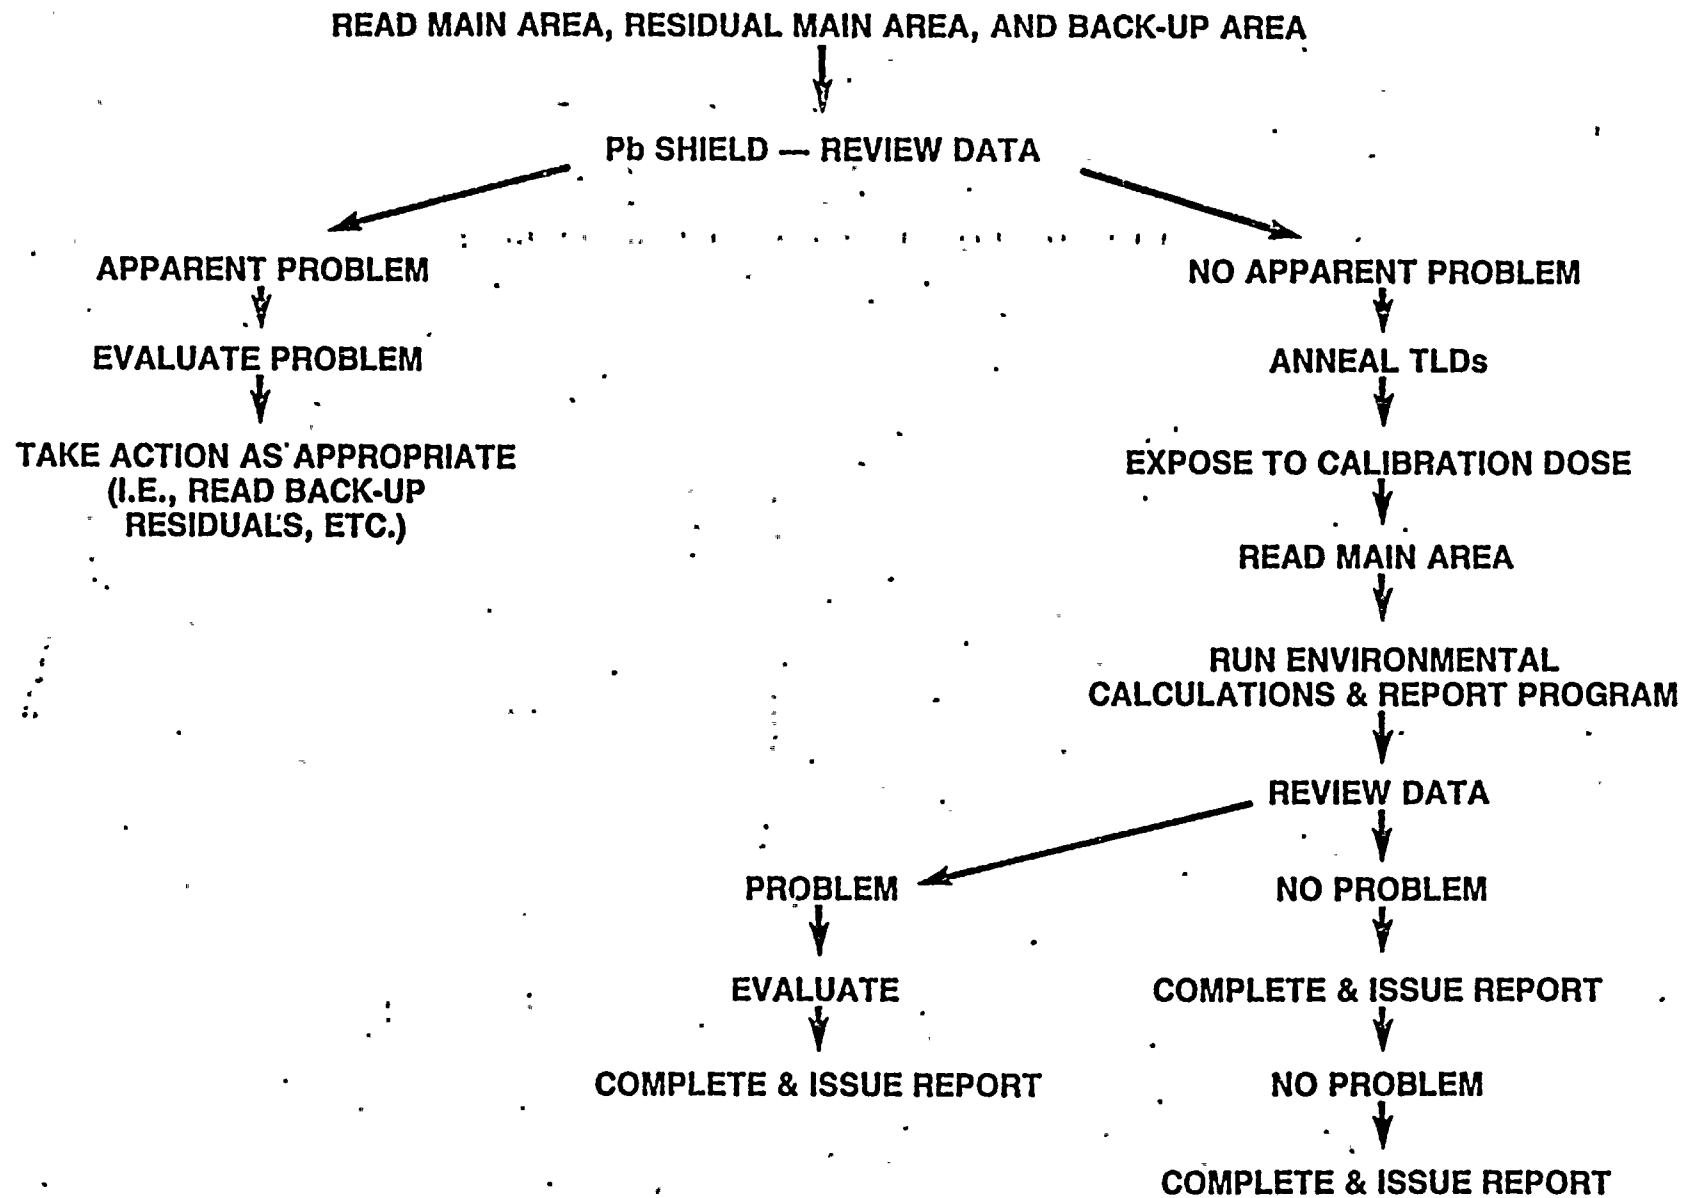 READ MAIN AREA, RESIDUAL MAIN AREA, AND BACK-UP AREA
Pb SHIELD — REVIEW DATA
APPARENT PROBLEM
EVALUATE PROBLEM
TAKE ACTION AS APPROPRIATE
(I.E., READ BACK-UP
RESIDUALS, ETC.)
NO APPARENT PROBLEM
ANNEAL TLDs
EXPOSE TO CALIBRATION DOSE
READ MAIN AREA
RUN ENVIRONMENTAL
CALCULATIONS & REPORT PROGRAM
REVIEW DATA
PROBLEM
EVALUATE
COMPLETE & ISSUE REPORT
NO PROBLEM
COMPLETE & ISSUE REPORT
NO PROBLEM
COMPLETE & ISSUE REPORT